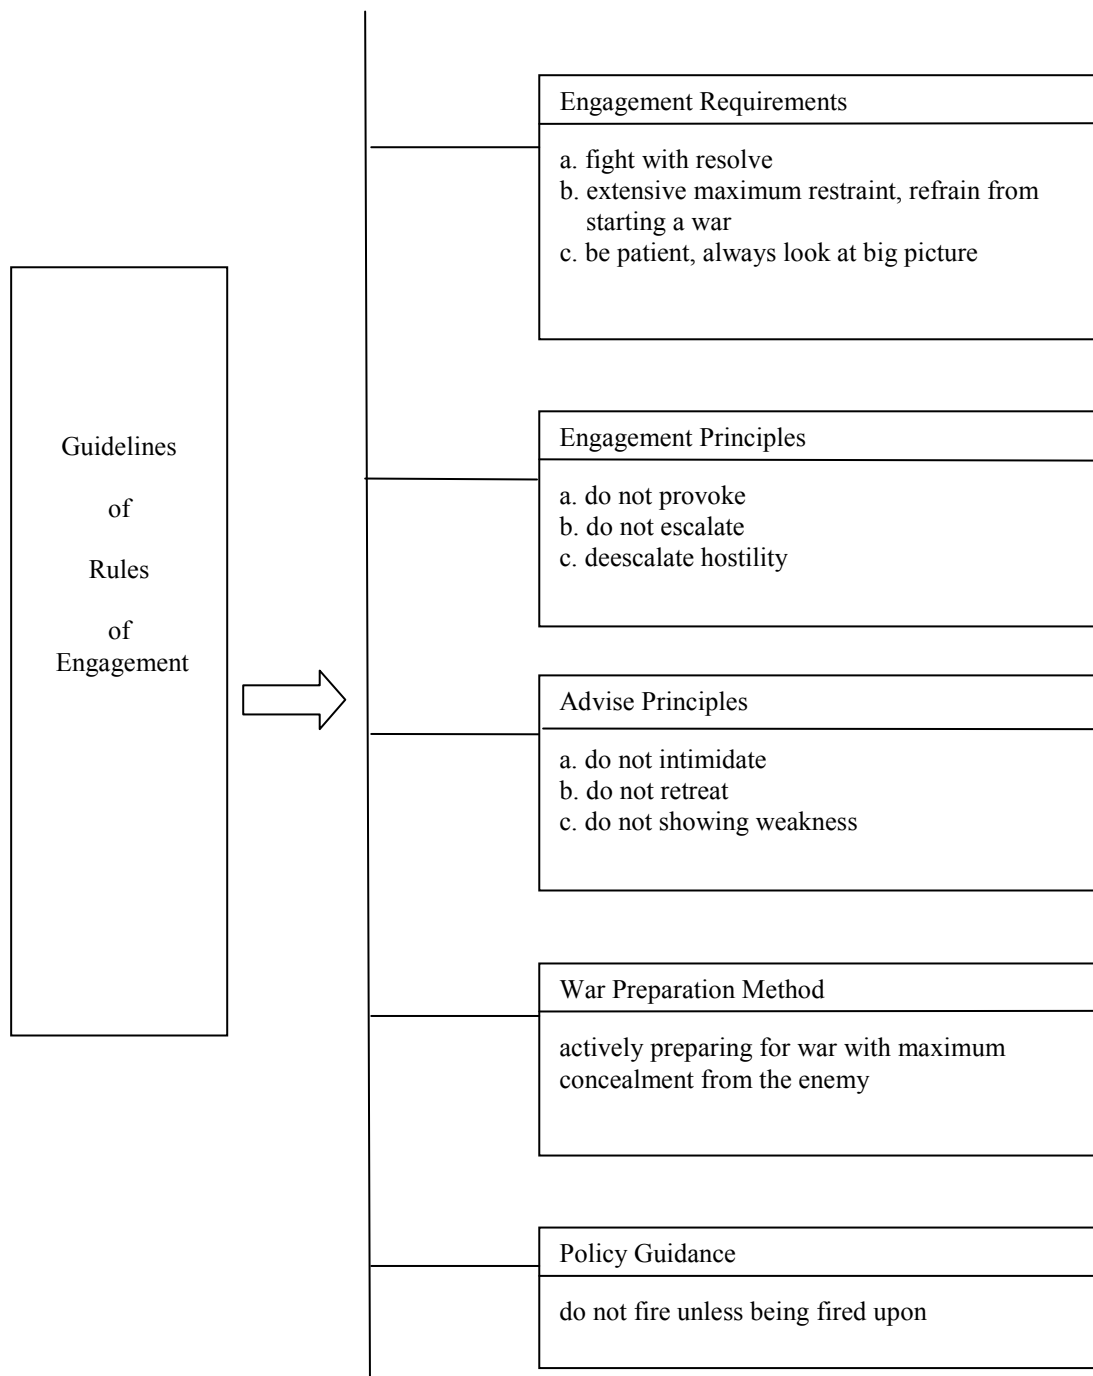 Guidelines
of
Rules
of
Engagement
Engagement Requirements
a. fight with resolve
b. extensive maximum restraint, refrain from
starting a war
c. be patient, always look at big picture
Engagement Principles
a. do not provoke
b. do not escalate
c. deescalate hostility
Advise Principles
a. do not intimidate
b. do not retreat
c. do not showing weakness
War Preparation Method
actively preparing for war with maximum
concealment from the enemy
Policy Guidance
do not fire unless being fired upon